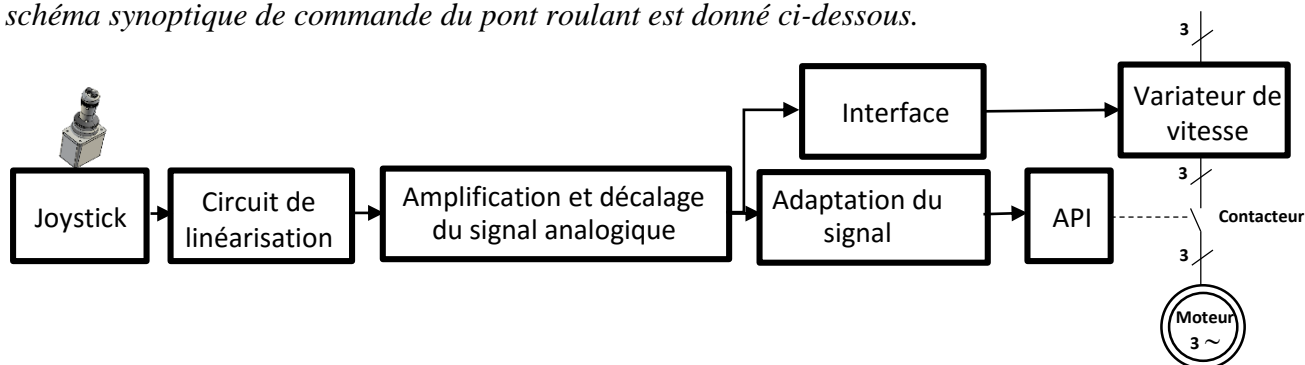 schéma synoptique de commande du pont roulant est donné ci-dessous.
3
Interface
Variateur de
vitesse
Joystick
Circuit de
linéarisation
Amplification et décalage
du signal analogique
Adaptation du
signal
API
3
Contacteur
3
Moteur
3 ~